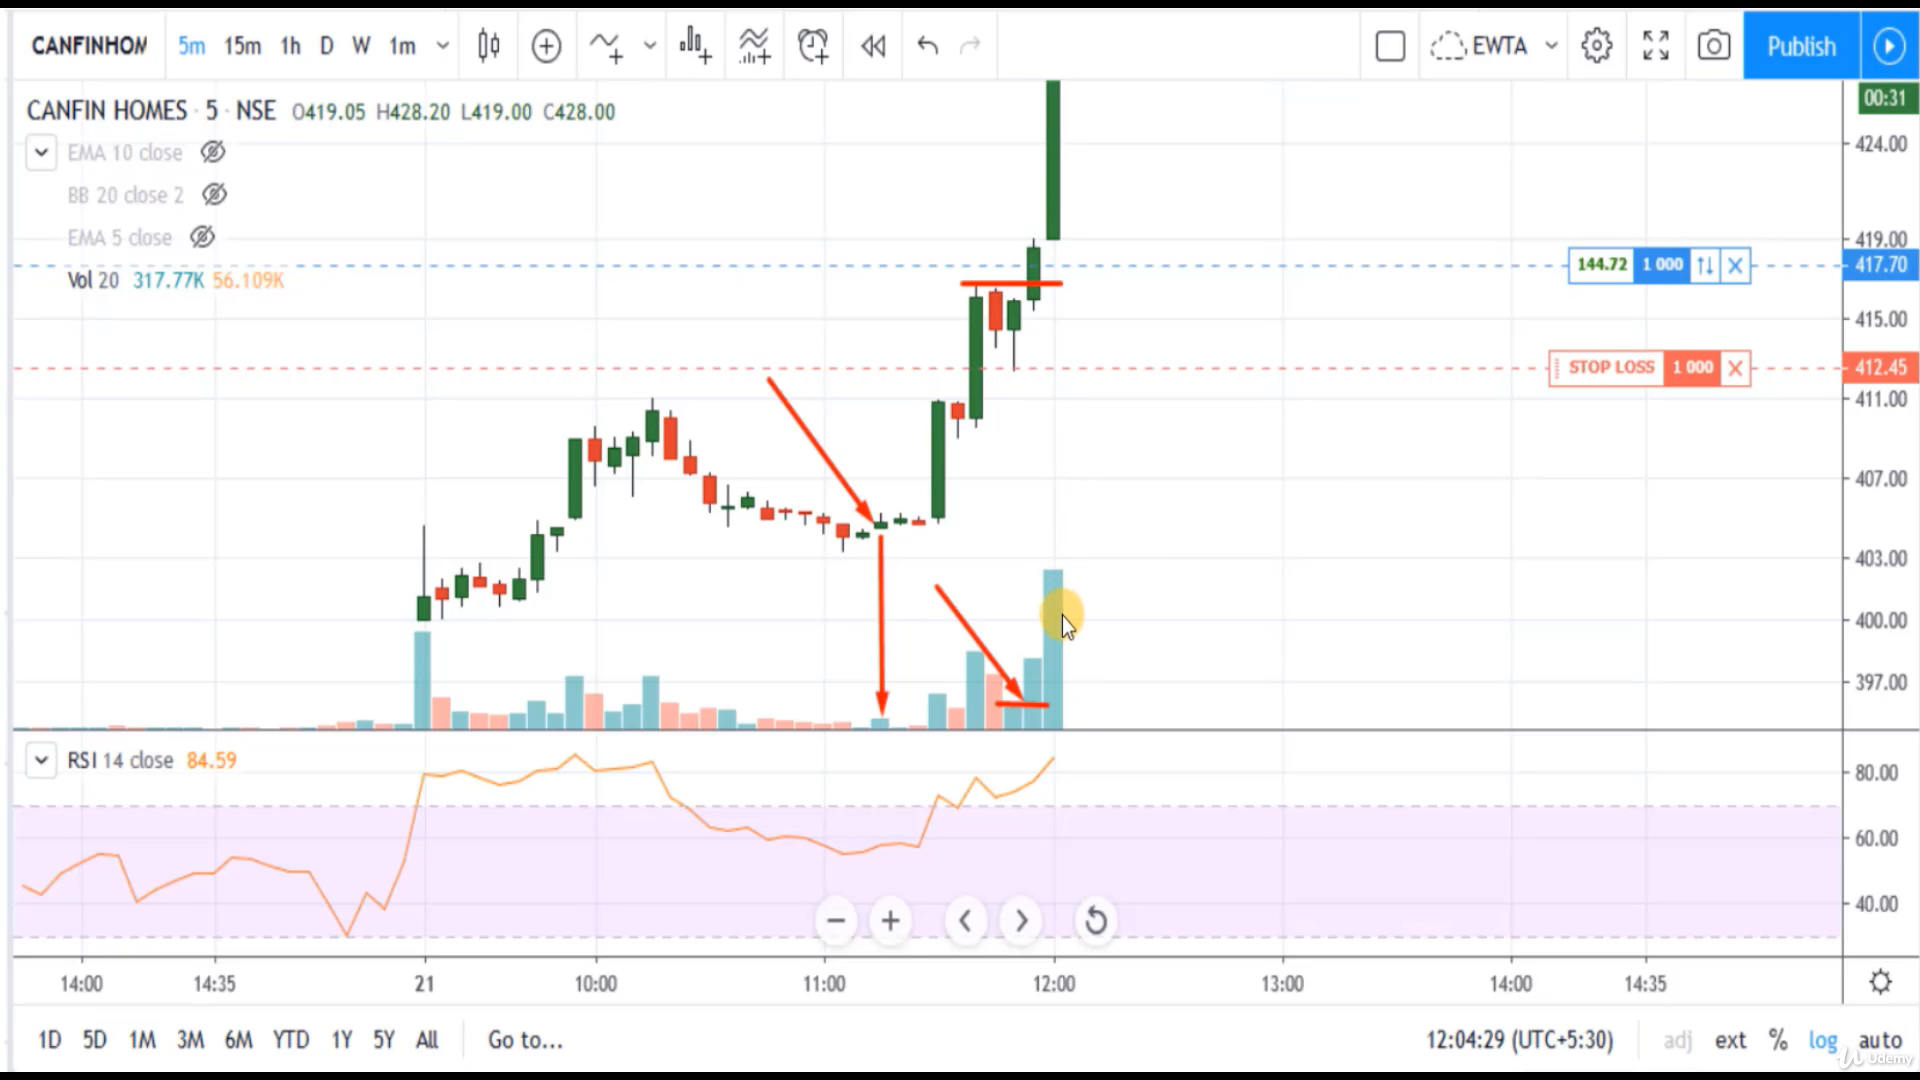 CANFINHOM 5m 15m 1h D W 1m EWTA Publish
CANFIN HOMES · 5 · NSE O419.05 H428.20 L419.00 C428.00 00:31
EMA 10 close 424.00
BB 20 close 2
EMA 5 close 419.00
144.72 1 000 417.70
Vol 20 317.77K 56.109K
415.00
STOP LOSS 1 000 412.45
411.00
407.00
403.00
400.00
397.00
RSI 14 close 84.59 80.00
60.00
40.00
14:00 14:35 21 10:00 11:00 12:00 13:00 14:00 14:35
1D 5D 1M 3M 6M YTD 1Y 5Y All Go to... 12:04:29 (UTC+5:30) adj ext % log auto
Udemy